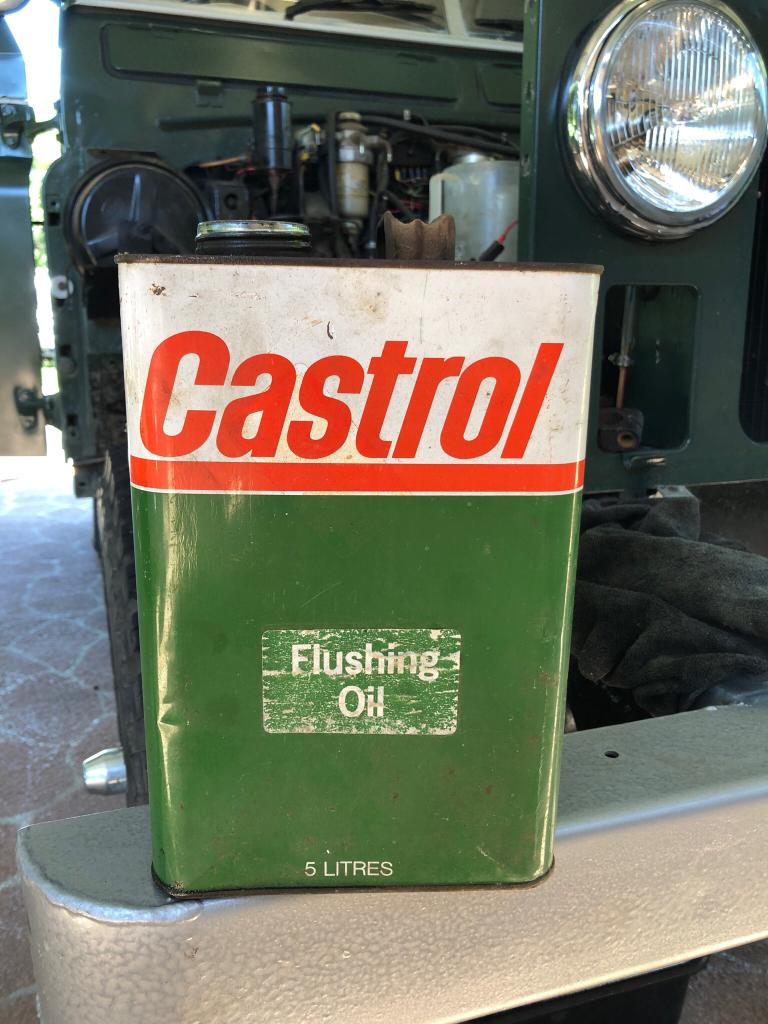 Castrol
Flushing
Oil
5 LITRES